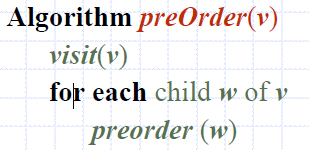 Algorithm preOrder(v)
visit(v)
for each child w of v
preorder (w)